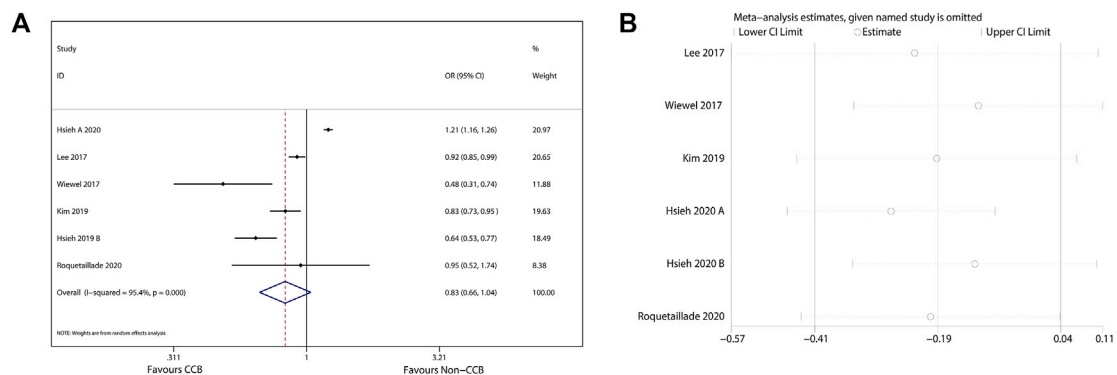 A
Study %
ID OR (95% CI) Weight
Hsieh A 2020 1.21 (1.16, 1.26) 20.97
Lee 2017 0.92 (0.85, 0.99) 20.65
Wiewel 2017 0.48 (0.31, 0.74) 11.88
Kim 2019 0.83 (0.73, 0.95 ) 19.63
Hsieh 2019 B 0.64 (0.53, 0.77) 18.49
Roquetaillade 2020 0.95 (0.52, 1.74) 8.38
Overall (I-squared = 95.4%, p = 0.000) 0.83 (0.66, 1.04) 100.00
NOTE: Weights are from random effects analysis
.311 1 3.21
Favours CCB Favours Non-CCB
B
Meta-analysis estimates, given named study is omitted
Lower CI Limit Estimate Upper CI Limit
Lee 2017
Wiewel 2017
Kim 2019
Hsieh 2020 A
Hsieh 2020 B
Roquetaillade 2020
-0.57 -0.41 -0.19 0.04 0.11